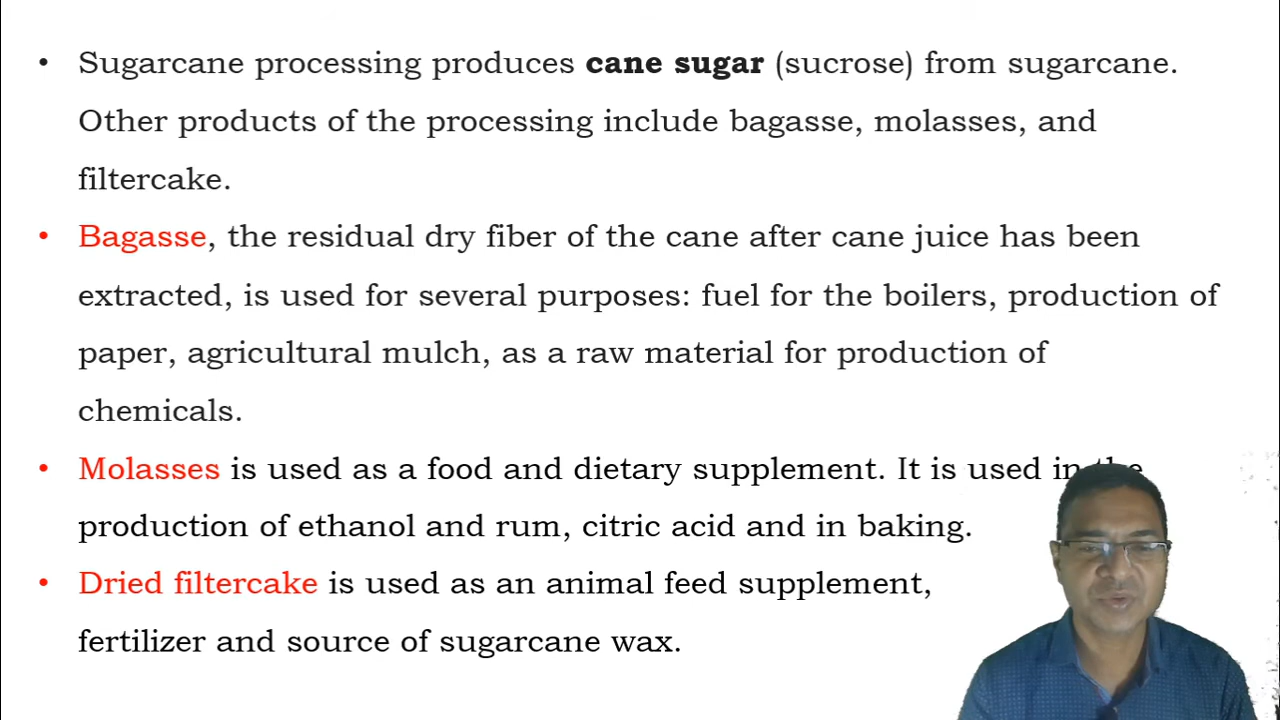 • Sugarcane processing produces cane sugar (sucrose) from sugarcane.
Other products of the processing include bagasse, molasses, and
filtercake.
• Bagasse, the residual dry fiber of the cane after cane juice has been
extracted, is used for several purposes: fuel for the boilers, production of
paper, agricultural mulch, as a raw material for production of
chemicals.
• Molasses is used as a food and dietary supplement. It is used in the
production of ethanol and rum, citric acid and in baking.
• Dried filtercake is used as an animal feed supplement,
fertilizer and source of sugarcane wax.